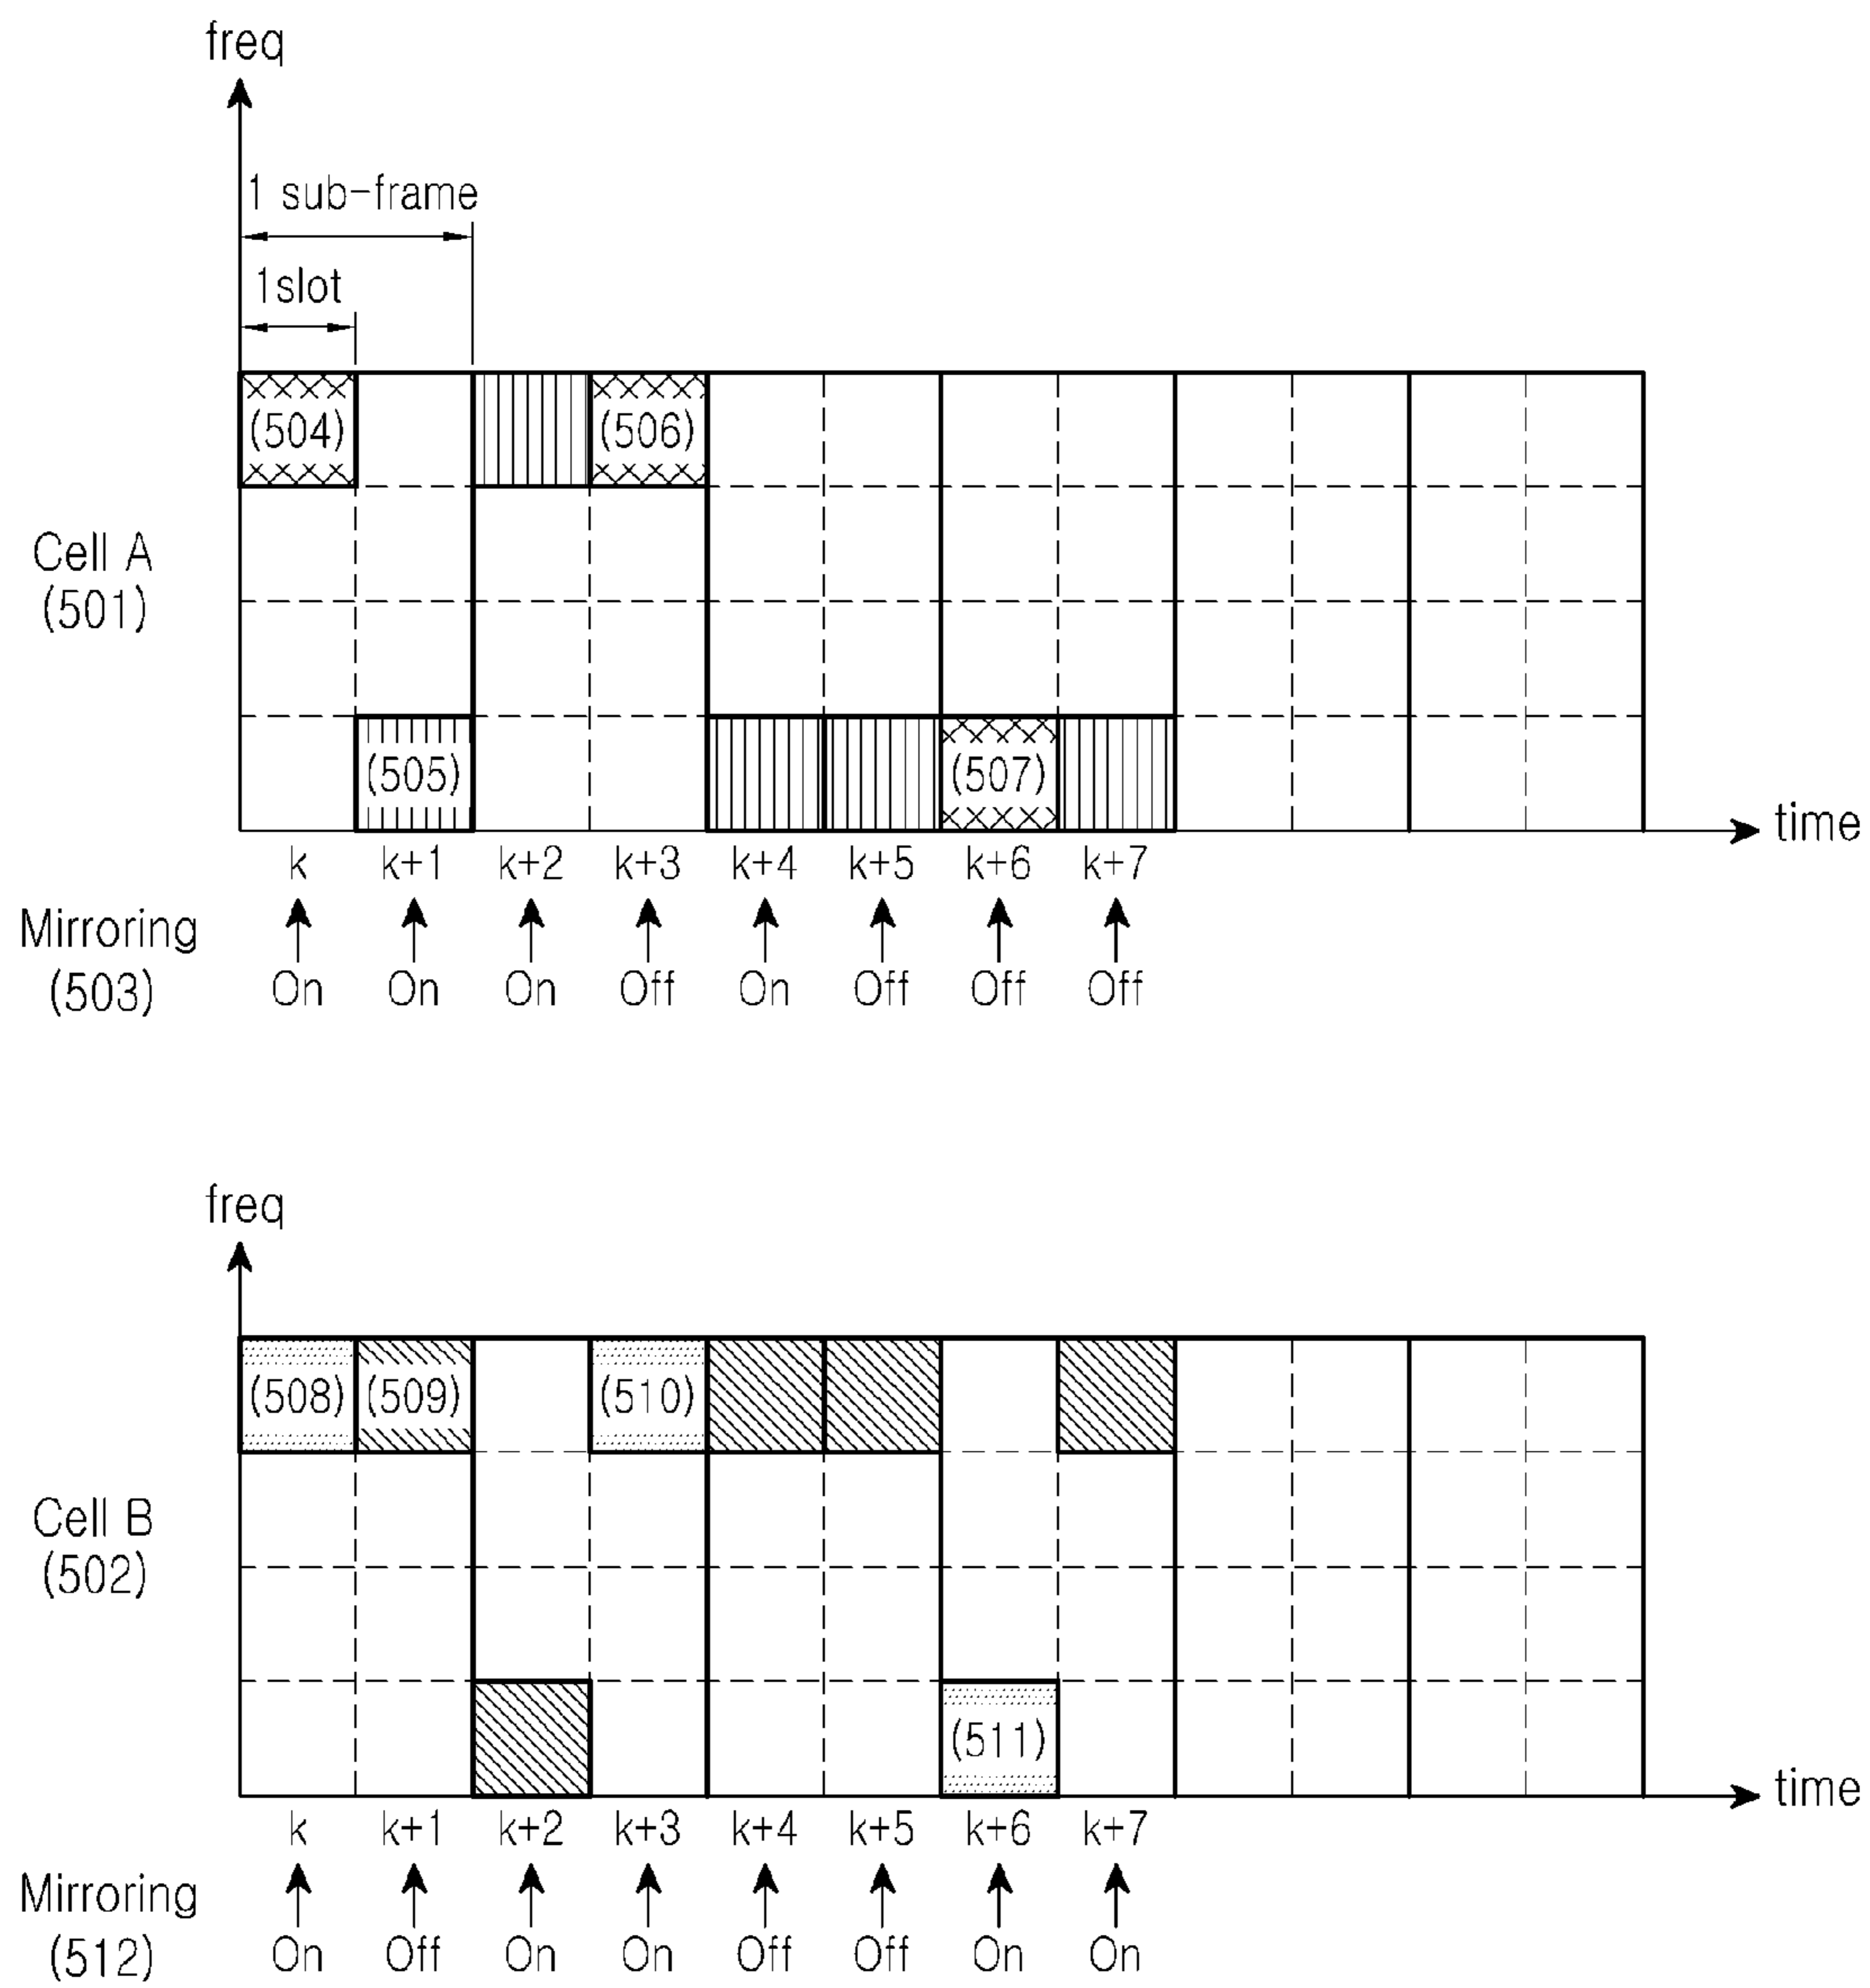 freq
1 sub-frame
1slot
(504) (506)
Cell A
(501)
(505) (507)
time
k k+1 k+2 k+3 k+4 k+5 k+6 k+7
Mirroring
(503)
On On On Off On Off Off Off
freq
(508) (509) (510)
Cell B
(502)
(511)
time
k k+1 k+2 k+3 k+4 k+5 k+6 k+7
Mirroring
(512)
On Off On On Off Off On On